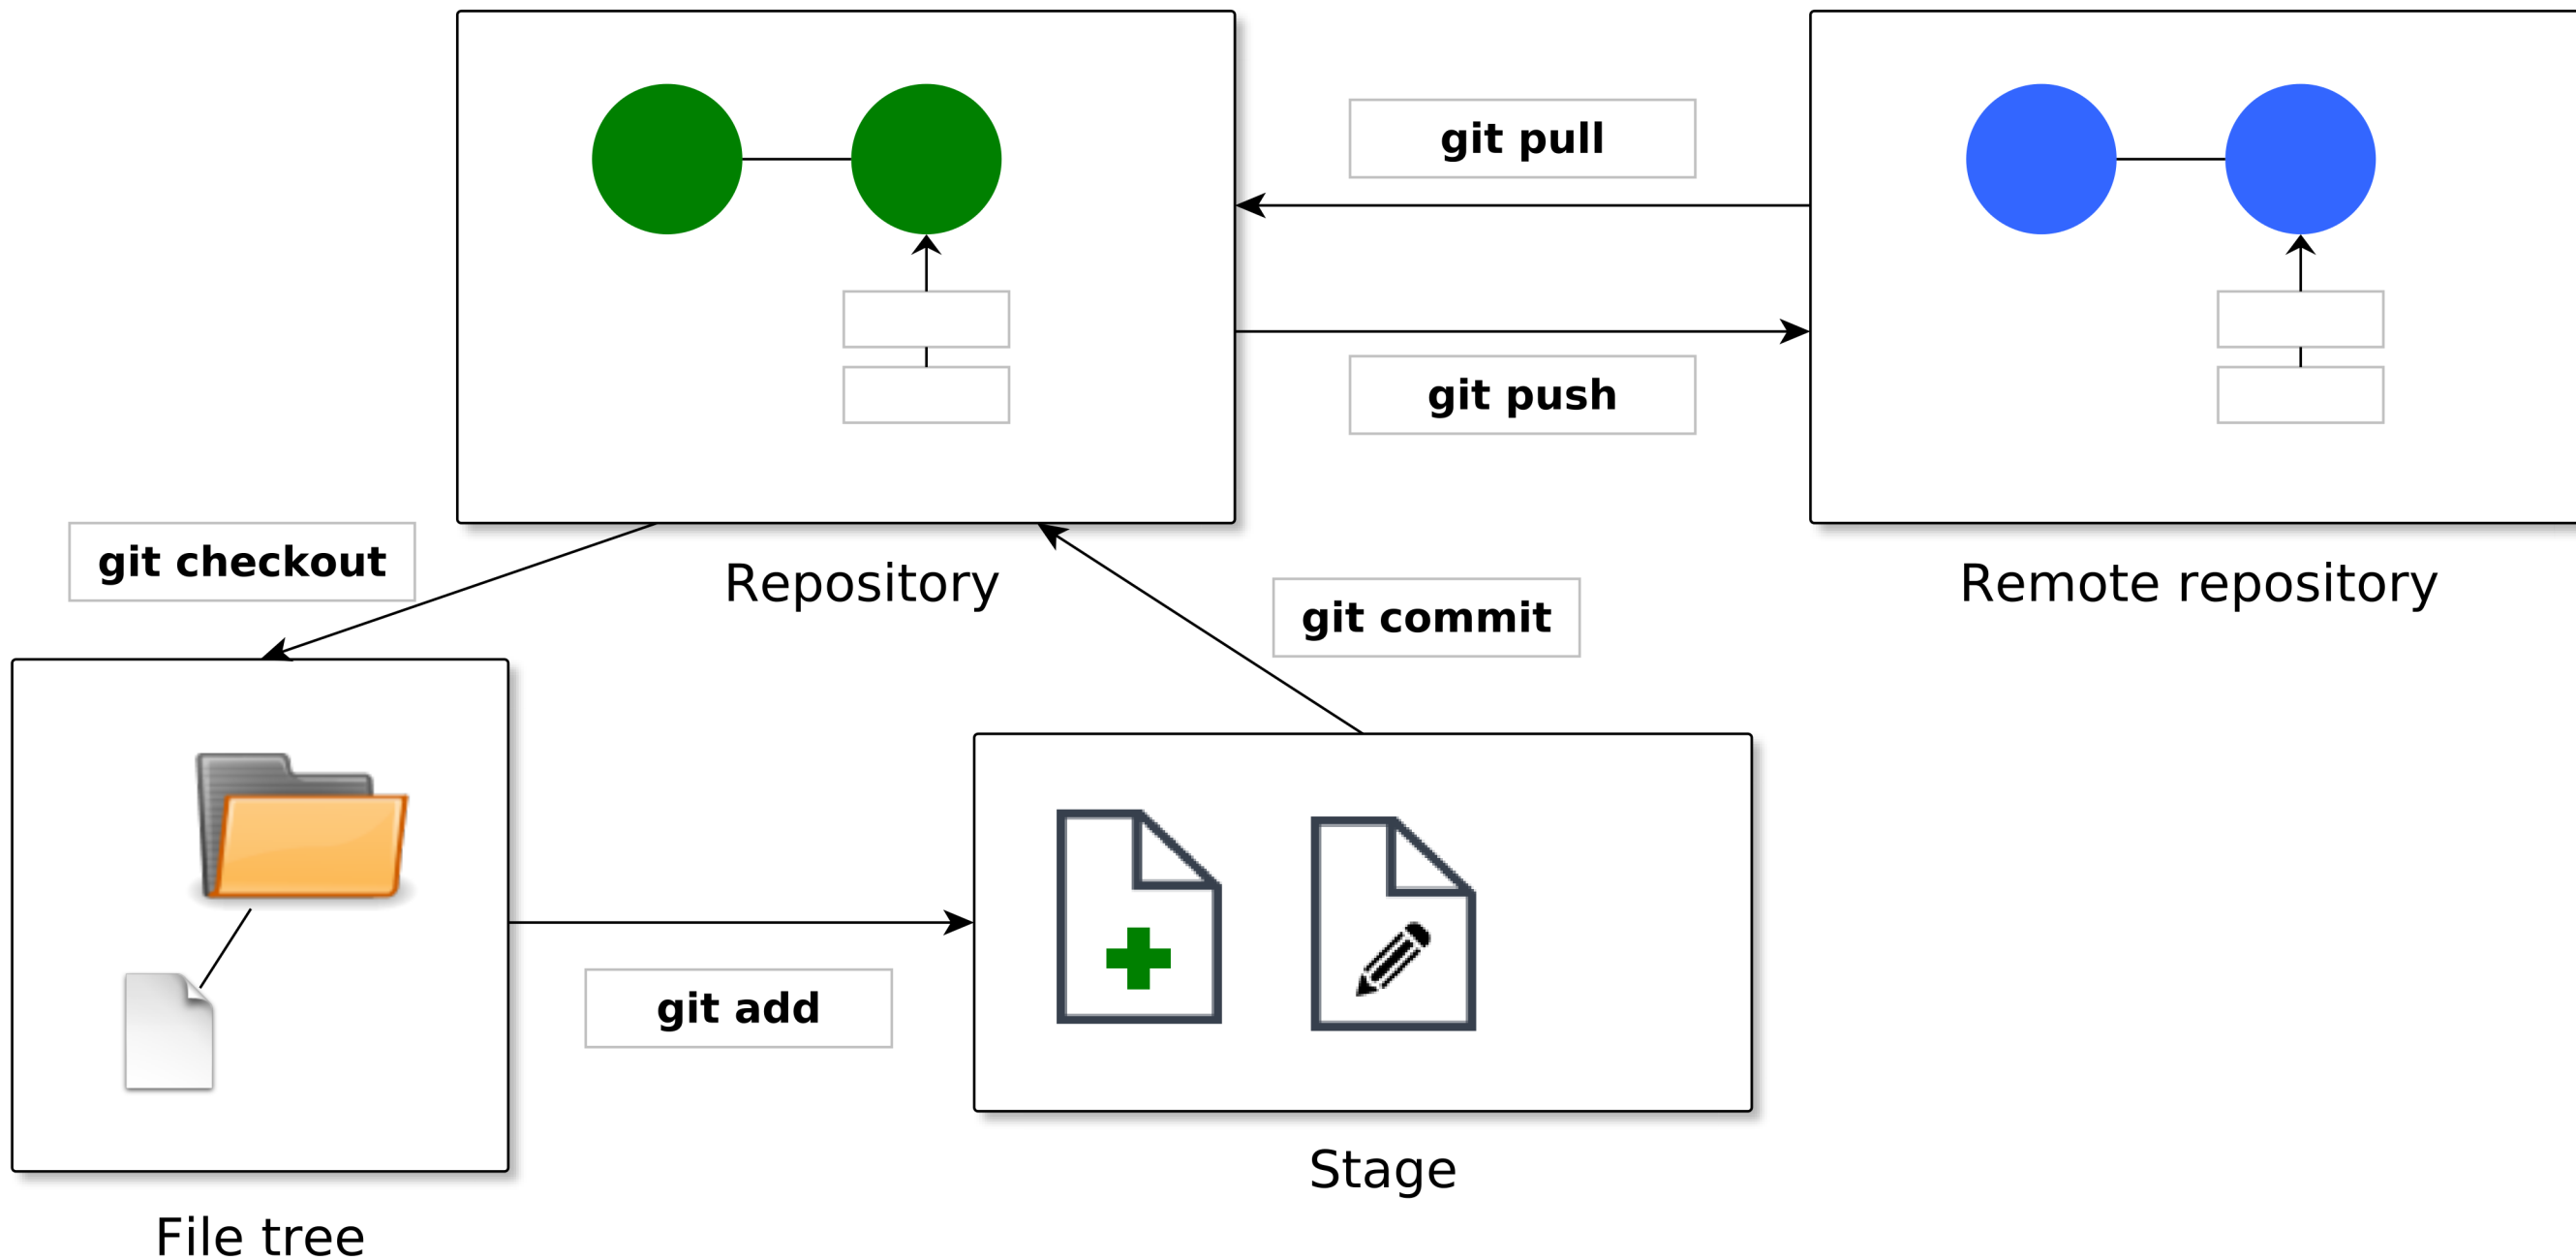 git pull
git push
git checkout
Repository
git commit
Remote repository
git add
Stage
File tree